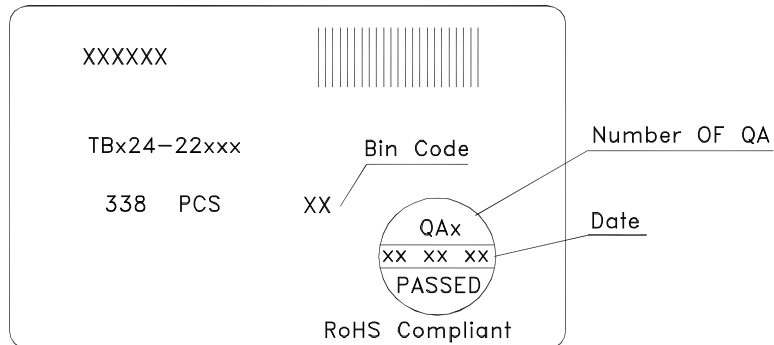 XXXXXX
TBx24-22xxx
Bin Code
Number OF QA
338 PCS
XX
QAx
Date
xx xx xx
PASSED
RoHS Compliant